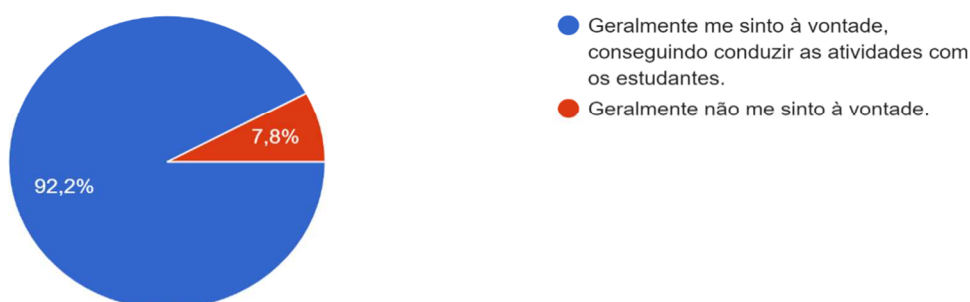 Geralmente me sinto à vontade,
conseguindo conduzir as atividades com
os estudantes.
Geralmente não me sinto à vontade.
7,8%
92,2%